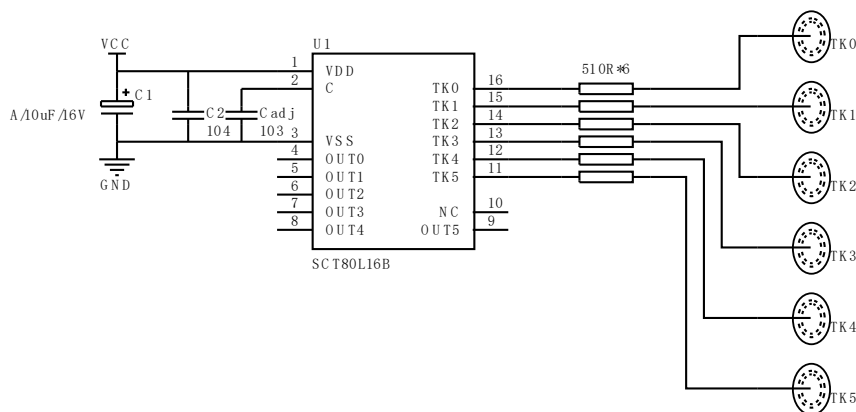 VCC
A/10uF/16V
C1
C2
104
Cadj
103
GND
U1
1 VDD
2 C
3 VSS
4 OUT0
5 OUT1
6 OUT2
7 OUT3
8 OUT4
TK0 16
TK1 15
TK2 14
TK3 13
TK4 12
TK5 11
NC 10
OUT5 9
SCT80L16B
510R*6
TK0
TK1
TK2
TK3
TK4
TK5